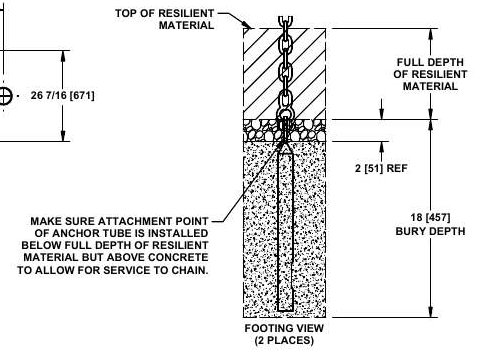 TOP OF RESILIENT
MATERIAL
26 7/16 [671]
FULL DEPTH
OF RESILIENT
MATERIAL
2 [51] REF
MAKE SURE ATTACHMENT POINT
OF ANCHOR TUBE IS INSTALLED
BELOW FULL DEPTH OF RESILIENT
MATERIAL BUT ABOVE CONCRETE
TO ALLOW FOR SERVICE TO CHAIN.
18 [457]
BURY DEPTH
FOOTING VIEW
(2 PLACES)